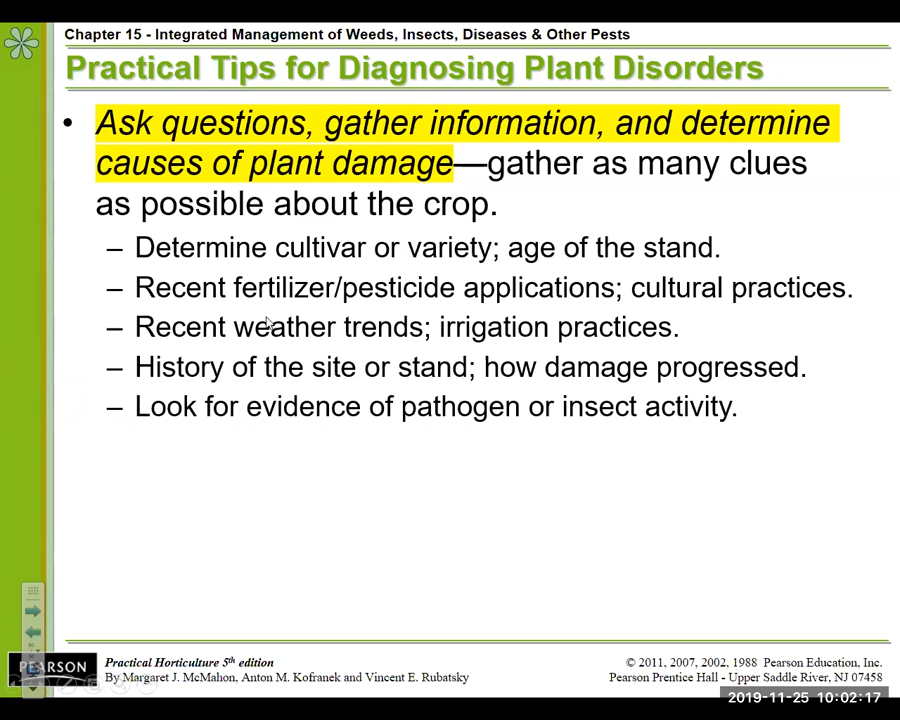 Chapter 15 - Integrated Management of Weeds, Insects, Diseases & Other Pests
Practical Tips for Diagnosing Plant Disorders
• Ask questions, gather information, and determine
causes of plant damage—gather as many clues
as possible about the crop.
– Determine cultivar or variety; age of the stand.
– Recent fertilizer/pesticide applications; cultural practices.
– Recent weather trends; irrigation practices.
– History of the site or stand; how damage progressed.
– Look for evidence of pathogen or insect activity.
PEARSON
Practical Horticulture 5th edition
By Margaret J. McMahon, Anton M. Kofranek and Vincent E. Rubatsky
© 2011, 2007, 2002, 1988 Pearson Education, Inc.
Pearson Prentice Hall - Upper Saddle River, NJ 07458
2019-11-25 10:02:17